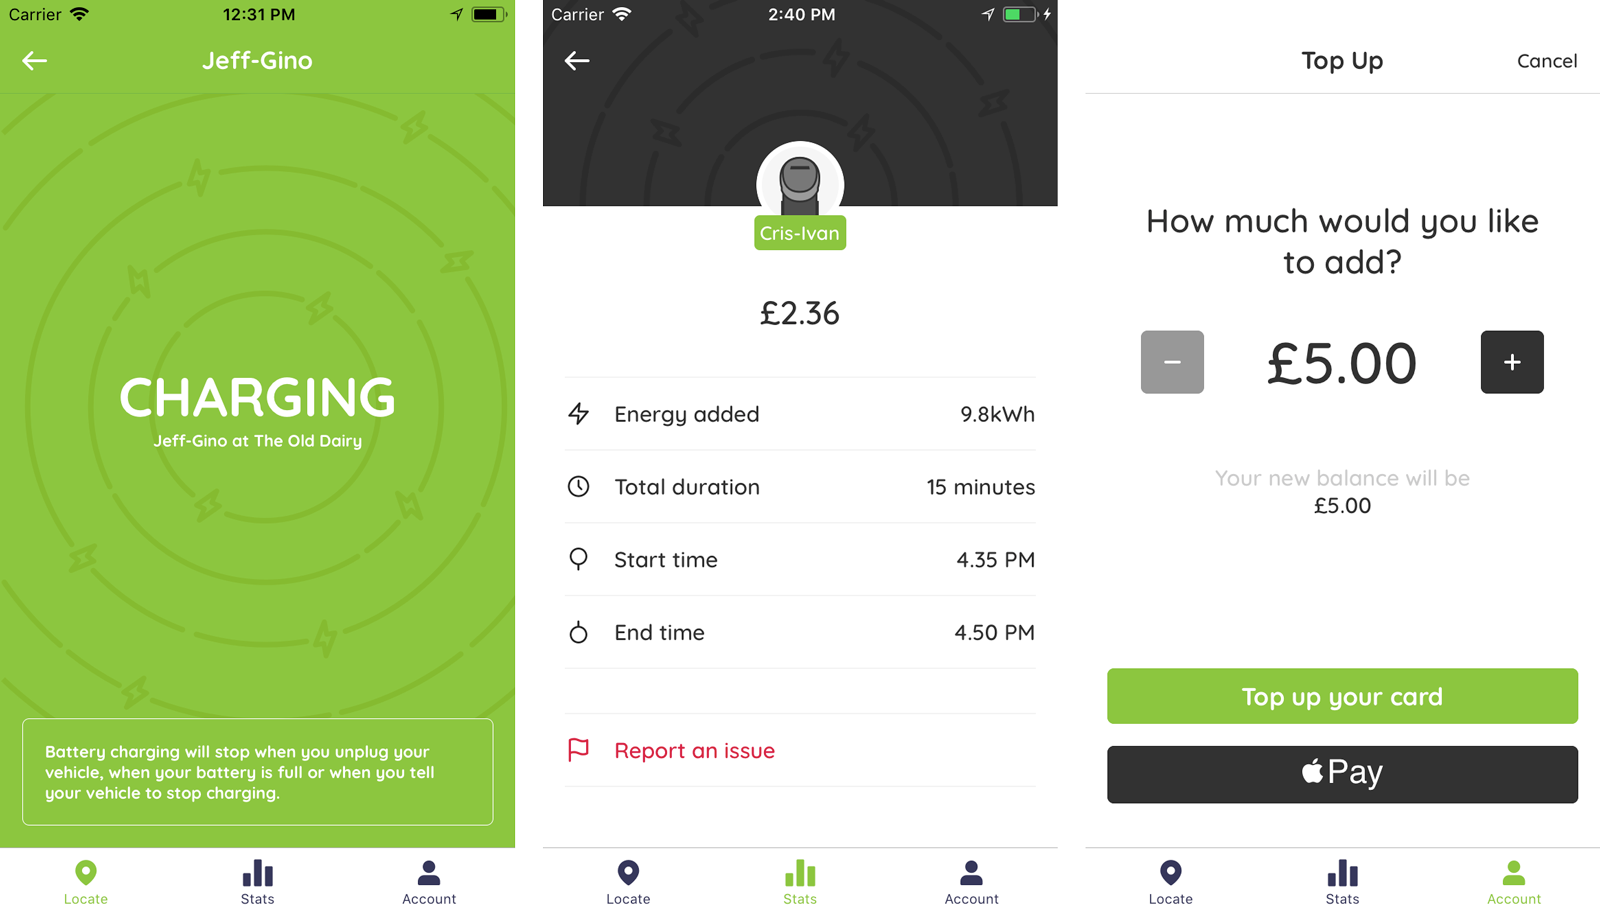 Carrier 12:31 PM
Jeff-Gino
CHARGING
Jeff-Gino at The Old Dairy
Battery charging will stop when you unplug your
vehicle, when your battery is full or when you tell
your vehicle to stop charging.
Locate Stats Account
Carrier 2:40 PM
Cris-Ivan
£2.36
Energy added 9.8kWh
Total duration 15 minutes
Start time 4.35 PM
End time 4.50 PM
Report an issue
Locate Stats Account
Top Up Cancel
How much would you like
to add?
− £5.00 +
Your new balance will be
£5.00
Top up your card
Pay
Locate Stats Account